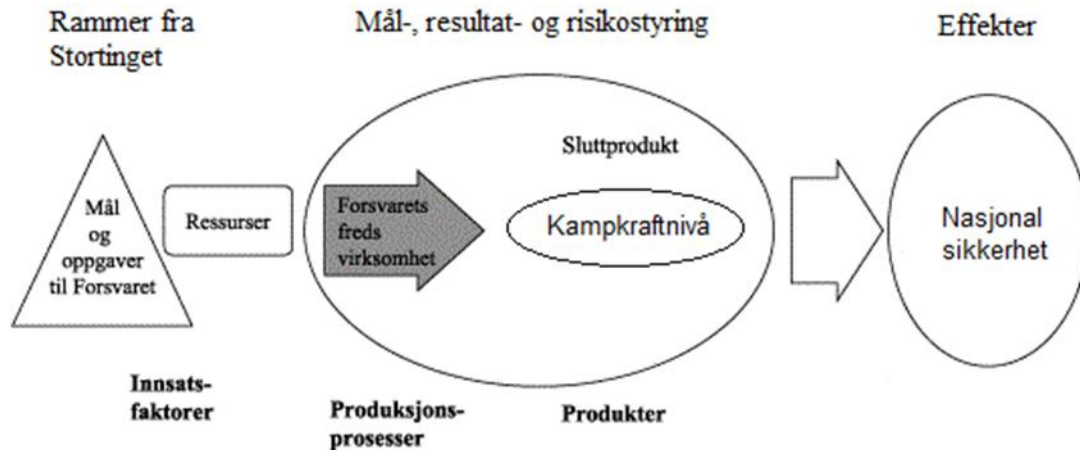 Rammer fra
Stortinget
Mål-, resultat- og risikostyring
Effekter
Mål
og
oppgaver
til Forsvaret
Ressurser
Forsvarets
freds
virksomhet
Sluttprodukt
Kampkraftnivå
Nasjonal
sikkerhet
Innsats-
faktorer
Produksjons-
prosesser
Produkter